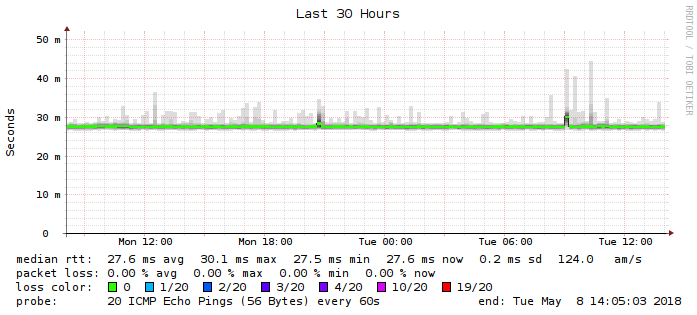 Last 30 Hours
RRDTOOL / TOBI OETIKER
Seconds
50 m
40 m
30 m
20 m
10 m
0
Mon 12:00 Mon 18:00 Tue 00:00 Tue 06:00 Tue 12:00
median rtt: 27.6 ms avg 30.1 ms max 27.5 ms min 27.6 ms now 0.2 ms sd 124.0 am/s
packet loss: 0.00 % avg 0.00 % max 0.00 % min 0.00 % now
loss color: 0 1/20 2/20 3/20 4/20 10/20 19/20
probe: 20 ICMP Echo Pings (56 Bytes) every 60s end: Tue May 8 14:05:03 2018